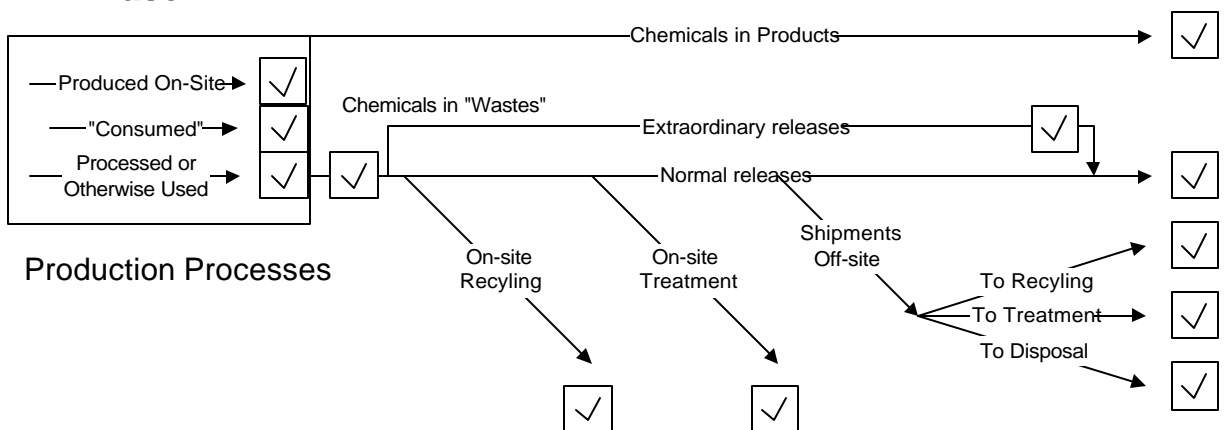 Chemicals in Products
Produced On-Site
Chemicals in "Wastes"
"Consumed"
Extraordinary releases
Processed or
Otherwise Used
Normal releases
Production Processes
On-site
Recyling
On-site
Treatment
Shipments
Off-site
To Recyling
To Treatment
To Disposal